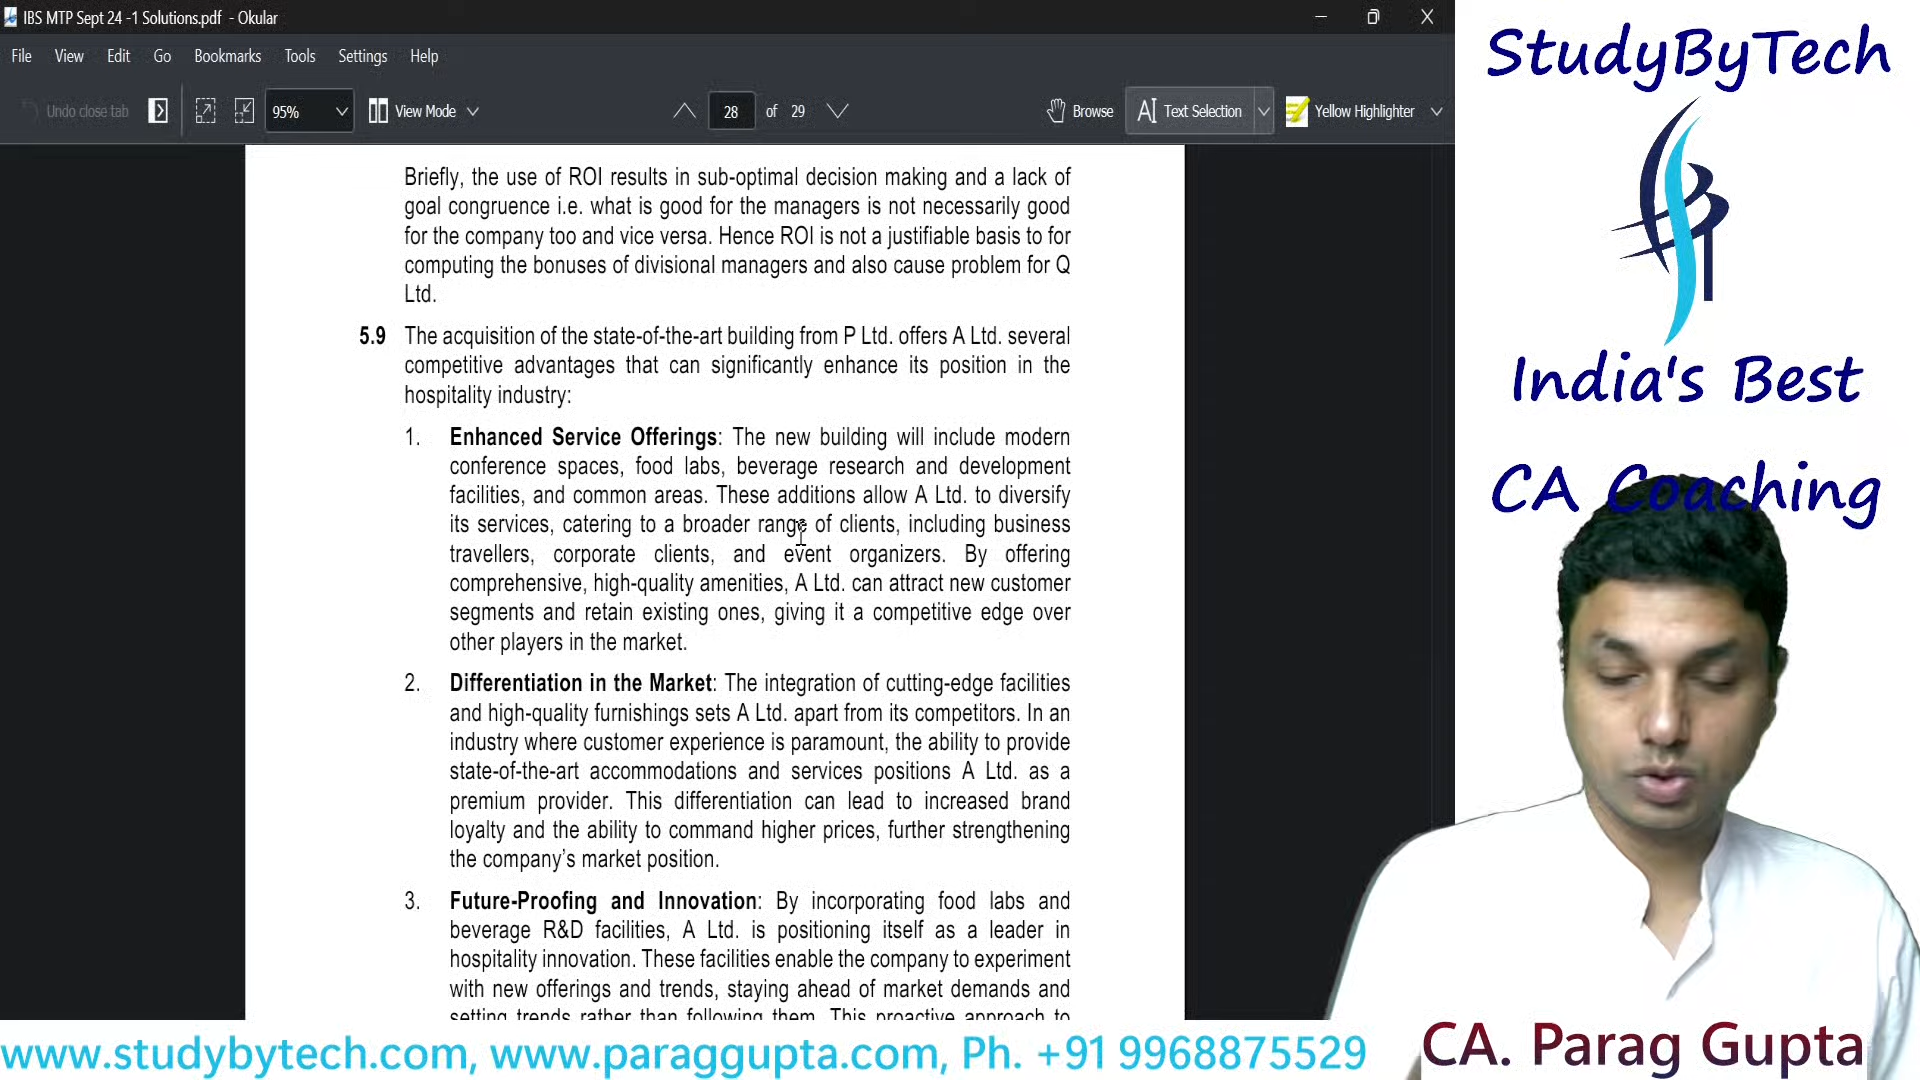 IBS MTP Sept 24 -1 Solutions.pdf - Okular
File View Edit Go Bookmarks Tools Settings Help
Undo close tab 95% View Mode 28 of 29 Browse Text Selection Yellow Highlighter
Briefly, the use of ROI results in sub-optimal decision making and a lack of
goal congruence i.e. what is good for the managers is not necessarily good
for the company too and vice versa. Hence ROI is not a justifiable basis to for
computing the bonuses of divisional managers and also cause problem for Q
Ltd.
5.9 The acquisition of the state-of-the-art building from P Ltd. offers A Ltd. several
competitive advantages that can significantly enhance its position in the
hospitality industry:
1. Enhanced Service Offerings: The new building will include modern
conference spaces, food labs, beverage research and development
facilities, and common areas. These additions allow A Ltd. to diversify
its services, catering to a broader range of clients, including business
travellers, corporate clients, and event organizers. By offering
comprehensive, high-quality amenities, A Ltd. can attract new customer
segments and retain existing ones, giving it a competitive edge over
other players in the market.
2. Differentiation in the Market: The integration of cutting-edge facilities
and high-quality furnishings sets A Ltd. apart from its competitors. In an
industry where customer experience is paramount, the ability to provide
state-of-the-art accommodations and services positions A Ltd. as a
premium provider. This differentiation can lead to increased brand
loyalty and the ability to command higher prices, further strengthening
the company's market position.
3. Future-Proofing and Innovation: By incorporating food labs and
beverage R&D facilities, A Ltd. is positioning itself as a leader in
hospitality innovation. These facilities enable the company to experiment
with new offerings and trends, staying ahead of market demands and
setting trends rather than following them. This proactive approach to
StudyByTech
India's Best
CA Coaching
www.studybytech.com, www.paraggupta.com, Ph. +91 9968875529
CA. Parag Gupta